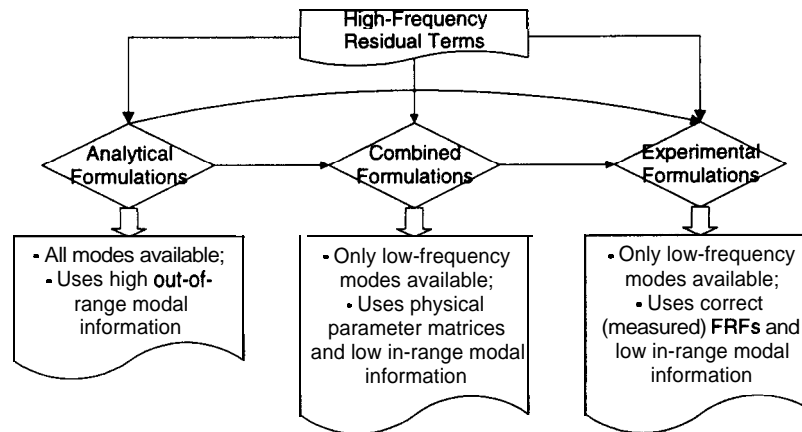 High-Frequency
Residual Terms
Analytical
Formulations
Combined
Formulations
Experimental
Formulations
- All modes available;
- Uses high out-of-
range modal
information
- Only low-frequency
modes available;
- Uses physical
parameter matrices
and low in-range modal
information
- Only low-frequency
modes available;
- Uses correct
(measured) FRFs and
low in-range modal
information